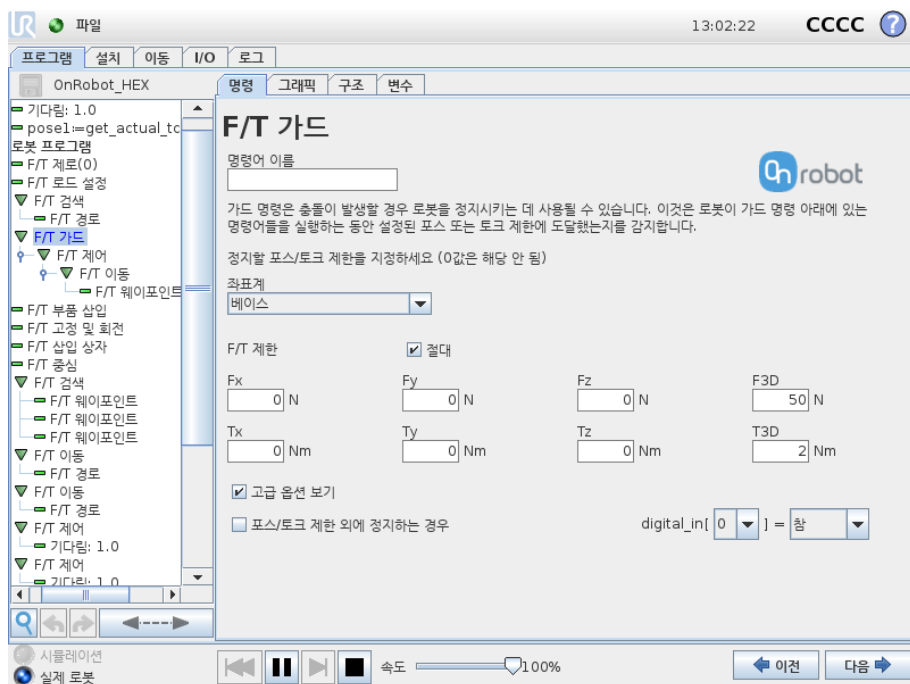 UR 파일 13:02:22 CCCC ?
프로그램 설치 이동 I/O 로그
OnRobot_HEX
기다림: 1.0
pose1:=get_actual_tc
로봇 프로그램
F/T 제로(0)
F/T 로드 설정
F/T 검색
F/T 경로
F/T 가드
F/T 제어
F/T 이동
F/T 웨이포인트
F/T 부품 삽입
F/T 고정 및 회전
F/T 삽입 상자
F/T 중심
F/T 검색
F/T 웨이포인트
F/T 웨이포인트
F/T 웨이포인트
F/T 이동
F/T 경로
F/T 이동
F/T 경로
F/T 제어
기다림: 1.0
F/T 제어
기다림: 1.0
명령 그래픽 구조 변수
F/T 가드
명령어 이름
On robot
가드 명령은 충돌이 발생할 경우 로봇을 정지시키는 데 사용될 수 있습니다. 이것은 로봇이 가드 명령 아래에 있는
명령어들을 실행하는 동안 설정된 포스 또는 토크 제한에 도달했는지를 감지합니다.
정지할 포스/토크 제한을 지정하세요 (0값은 해당 안 됨)
좌표계
베이스
F/T 제한 절대
Fx Fy Fz F3D
0 N 0 N 0 N 50 N
Tx Ty Tz T3D
0 Nm 0 Nm 0 Nm 2 Nm
고급 옵션 보기
포스/토크 제한 외에 정지하는 경우 digital_in[ 0 ] = 참
시뮬레이션
실제 로봇
속도 100%
이전 다음